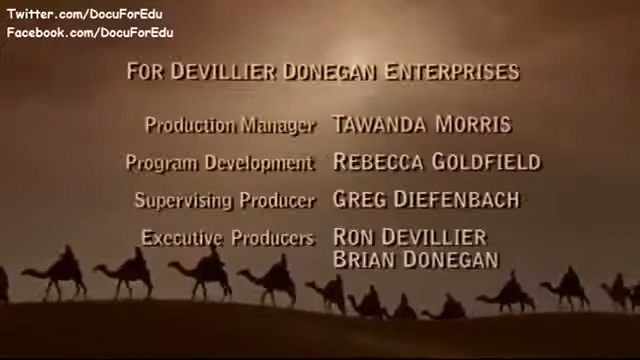 Twitter.com/DocuForEdu
Facebook.com/DocuForEdu
FOR DEVILLIER DONEGAN ENTERPRISES
Production Manager TAWANDA MORRIS
Program Development REBECCA GOLDFIELD
Supervising Producer GREG DIEFENBACH
Executive Producers RON DEVILLIER
BRIAN DONEGAN